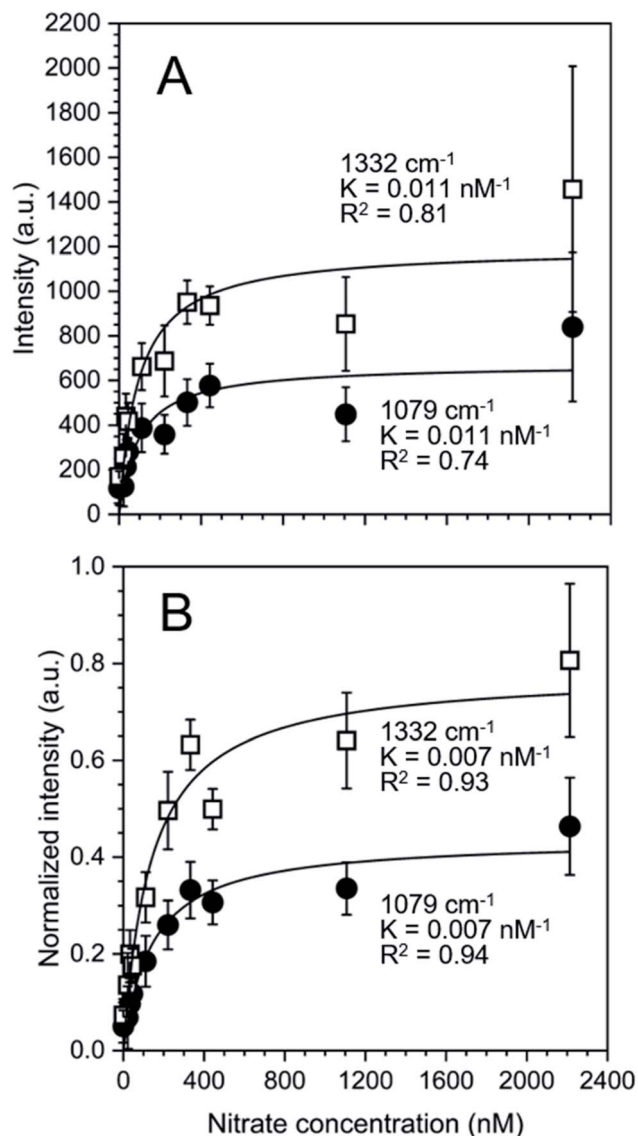 2200
2000
1800
1600
1400
1200
1000
800
600
400
200
0
Intensity (a.u.)
A
1332 cm⁻¹
K = 0.011 nM⁻¹
R² = 0.81
1079 cm⁻¹
K = 0.011 nM⁻¹
R² = 0.74
1.0
0.8
0.6
0.4
0.2
0.0
Normalized intensity (a.u.)
B
1332 cm⁻¹
K = 0.007 nM⁻¹
R² = 0.93
1079 cm⁻¹
K = 0.007 nM⁻¹
R² = 0.94
0 400 800 1200 1600 2000 2400
Nitrate concentration (nM)